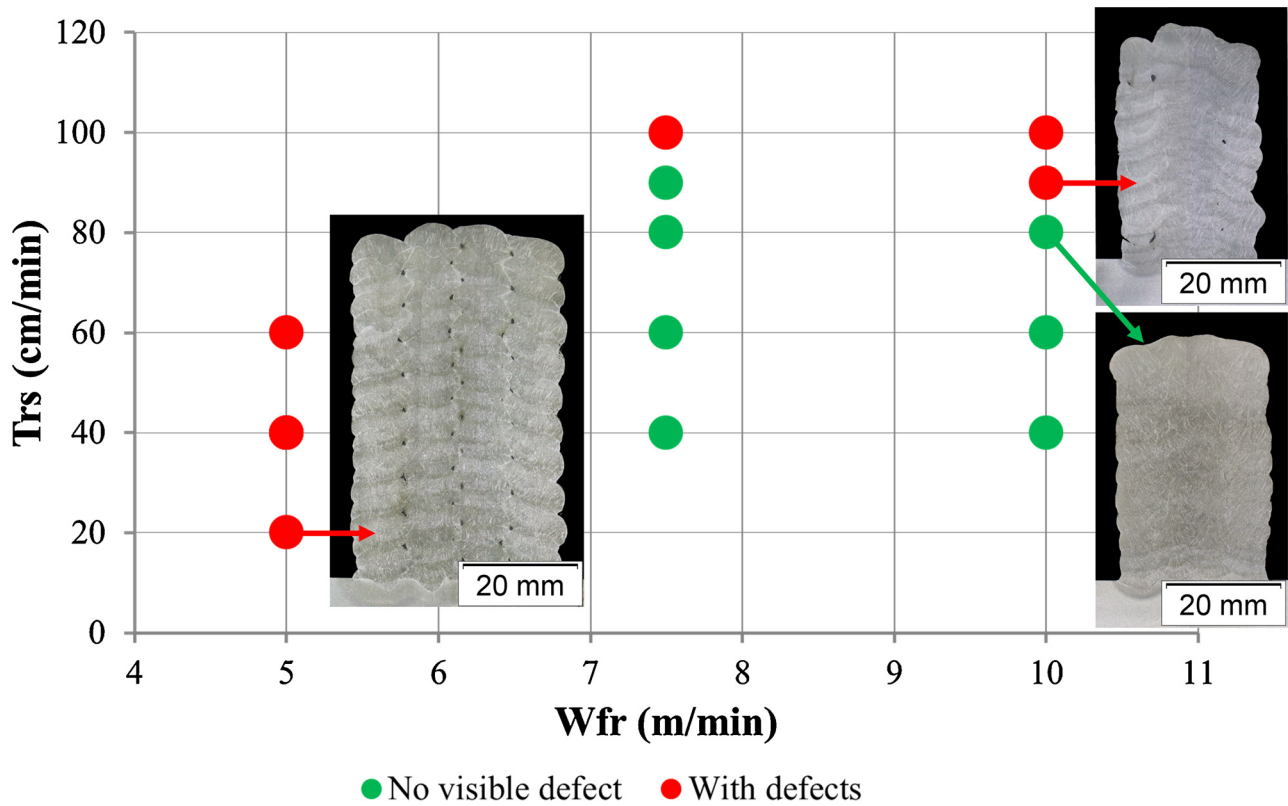 120
100
80
60
40
20
0
Trs (cm/min)
4 5 6 7 8 9 10 11
Wfr (m/min)
20 mm
20 mm
20 mm
No visible defect With defects